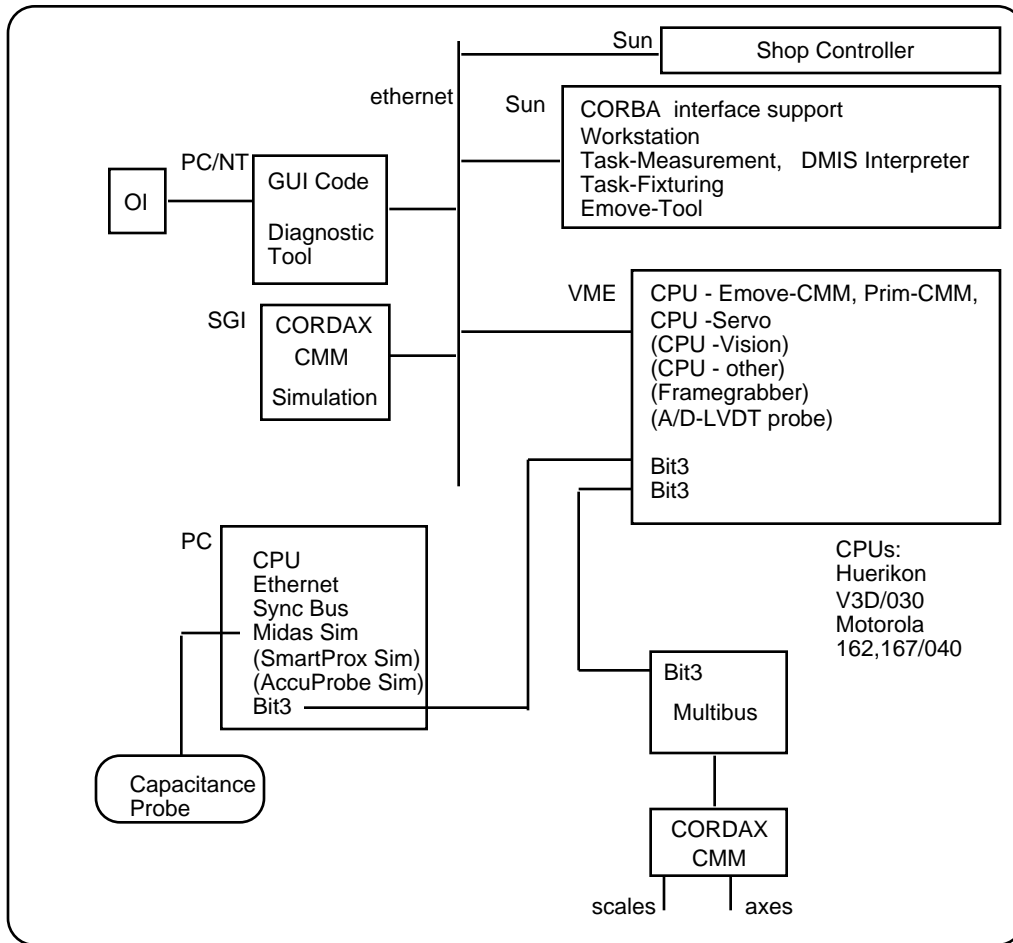 Sun
Shop Controller
ethernet
Sun
CORBA interface support
Workstation
Task-Measurement, DMIS Interpreter
Task-Fixturing
Emove-Tool
PC/NT
OI
GUI Code
Diagnostic
Tool
SGI
CORDAX
CMM
Simulation
VME
CPU - Emove-CMM, Prim-CMM,
CPU -Servo
(CPU -Vision)
(CPU - other)
(Framegrabber)
(A/D-LVDT probe)
Bit3
Bit3
PC
CPU
Ethernet
Sync Bus
Midas Sim
(SmartProx Sim)
(AccuProbe Sim)
Bit3
CPUs:
Huerikon
V3D/030
Motorola
162,167/040
Bit3
Multibus
Capacitance
Probe
CORDAX
CMM
scales
axes